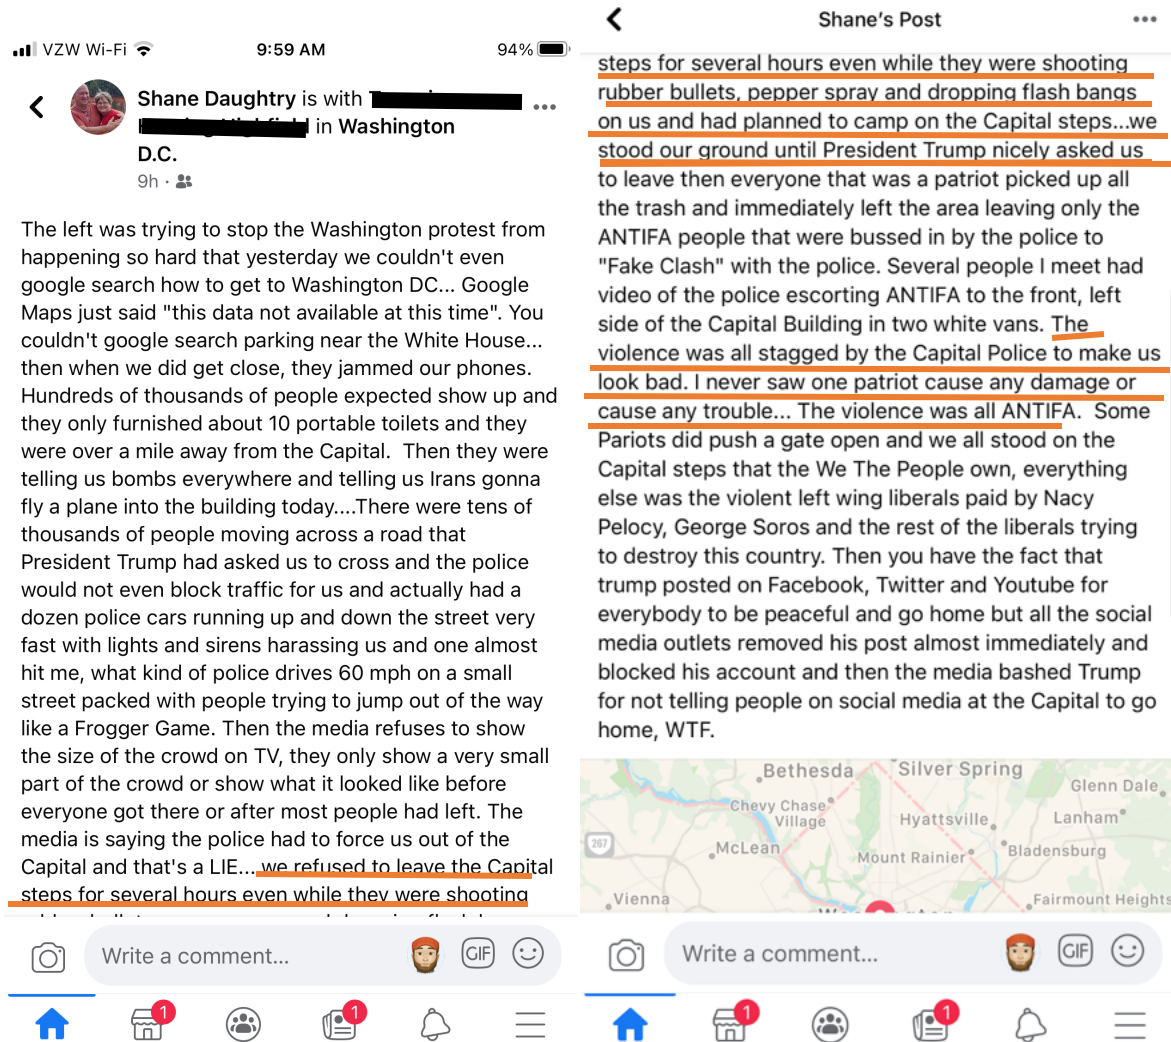 VZW Wi-Fi 9:59 AM 94%
Shane Daughtry is with
in Washington
D.C.
9h ·
The left was trying to stop the Washington protest from
happening so hard that yesterday we couldn't even
google search how to get to Washington DC... Google
Maps just said "this data not available at this time". You
couldn't google search parking near the White House...
then when we did get close, they jammed our phones.
Hundreds of thousands of people expected show up and
they only furnished about 10 portable toilets and they
were over a mile away from the Capital.  Then they were
telling us bombs everywhere and telling us Irans gonna
fly a plane into the building today....There were tens of
thousands of people moving across a road that
President Trump had asked us to cross and the police
would not even block traffic for us and actually had a
dozen police cars running up and down the street very
fast with lights and sirens harassing us and one almost
hit me, what kind of police drives 60 mph on a small
street packed with people trying to jump out of the way
like a Frogger Game. Then the media refuses to show
the size of the crowd on TV, they only show a very small
part of the crowd or show what it looked like before
everyone got there or after most people had left. The
media is saying the police had to force us out of the
Capital and that's a LIE...we refused to leave the Capital
steps for several hours even while they were shooting
Write a comment...
GIF
1
1
Shane's Post
steps for several hours even while they were shooting
rubber bullets, pepper spray and dropping flash bangs
on us and had planned to camp on the Capital steps...we
stood our ground until President Trump nicely asked us
to leave then everyone that was a patriot picked up all
the trash and immediately left the area leaving only the
ANTIFA people that were bussed in by the police to
"Fake Clash" with the police. Several people I meet had
video of the police escorting ANTIFA to the front, left
side of the Capital Building in two white vans. The
violence was all stagged by the Capital Police to make us
look bad. I never saw one patriot cause any damage or
cause any trouble... The violence was all ANTIFA.  Some
Pariots did push a gate open and we all stood on the
Capital steps that the We The People own, everything
else was the violent left wing liberals paid by Nacy
Pelocy, George Soros and the rest of the liberals trying
to destroy this country. Then you have the fact that
trump posted on Facebook, Twitter and Youtube for
everybody to be peaceful and go home but all the social
media outlets removed his post almost immediately and
blocked his account and then the media bashed Trump
for not telling people on social media at the Capital to go
home, WTF.
Bethesda
Silver Spring
Glenn Dale
Chevy Chase
Village
Hyattsville
Lanham
267
McLean
Mount Rainier
Bladensburg
Vienna
Fairmount Heights
Write a comment...
GIF
1
1